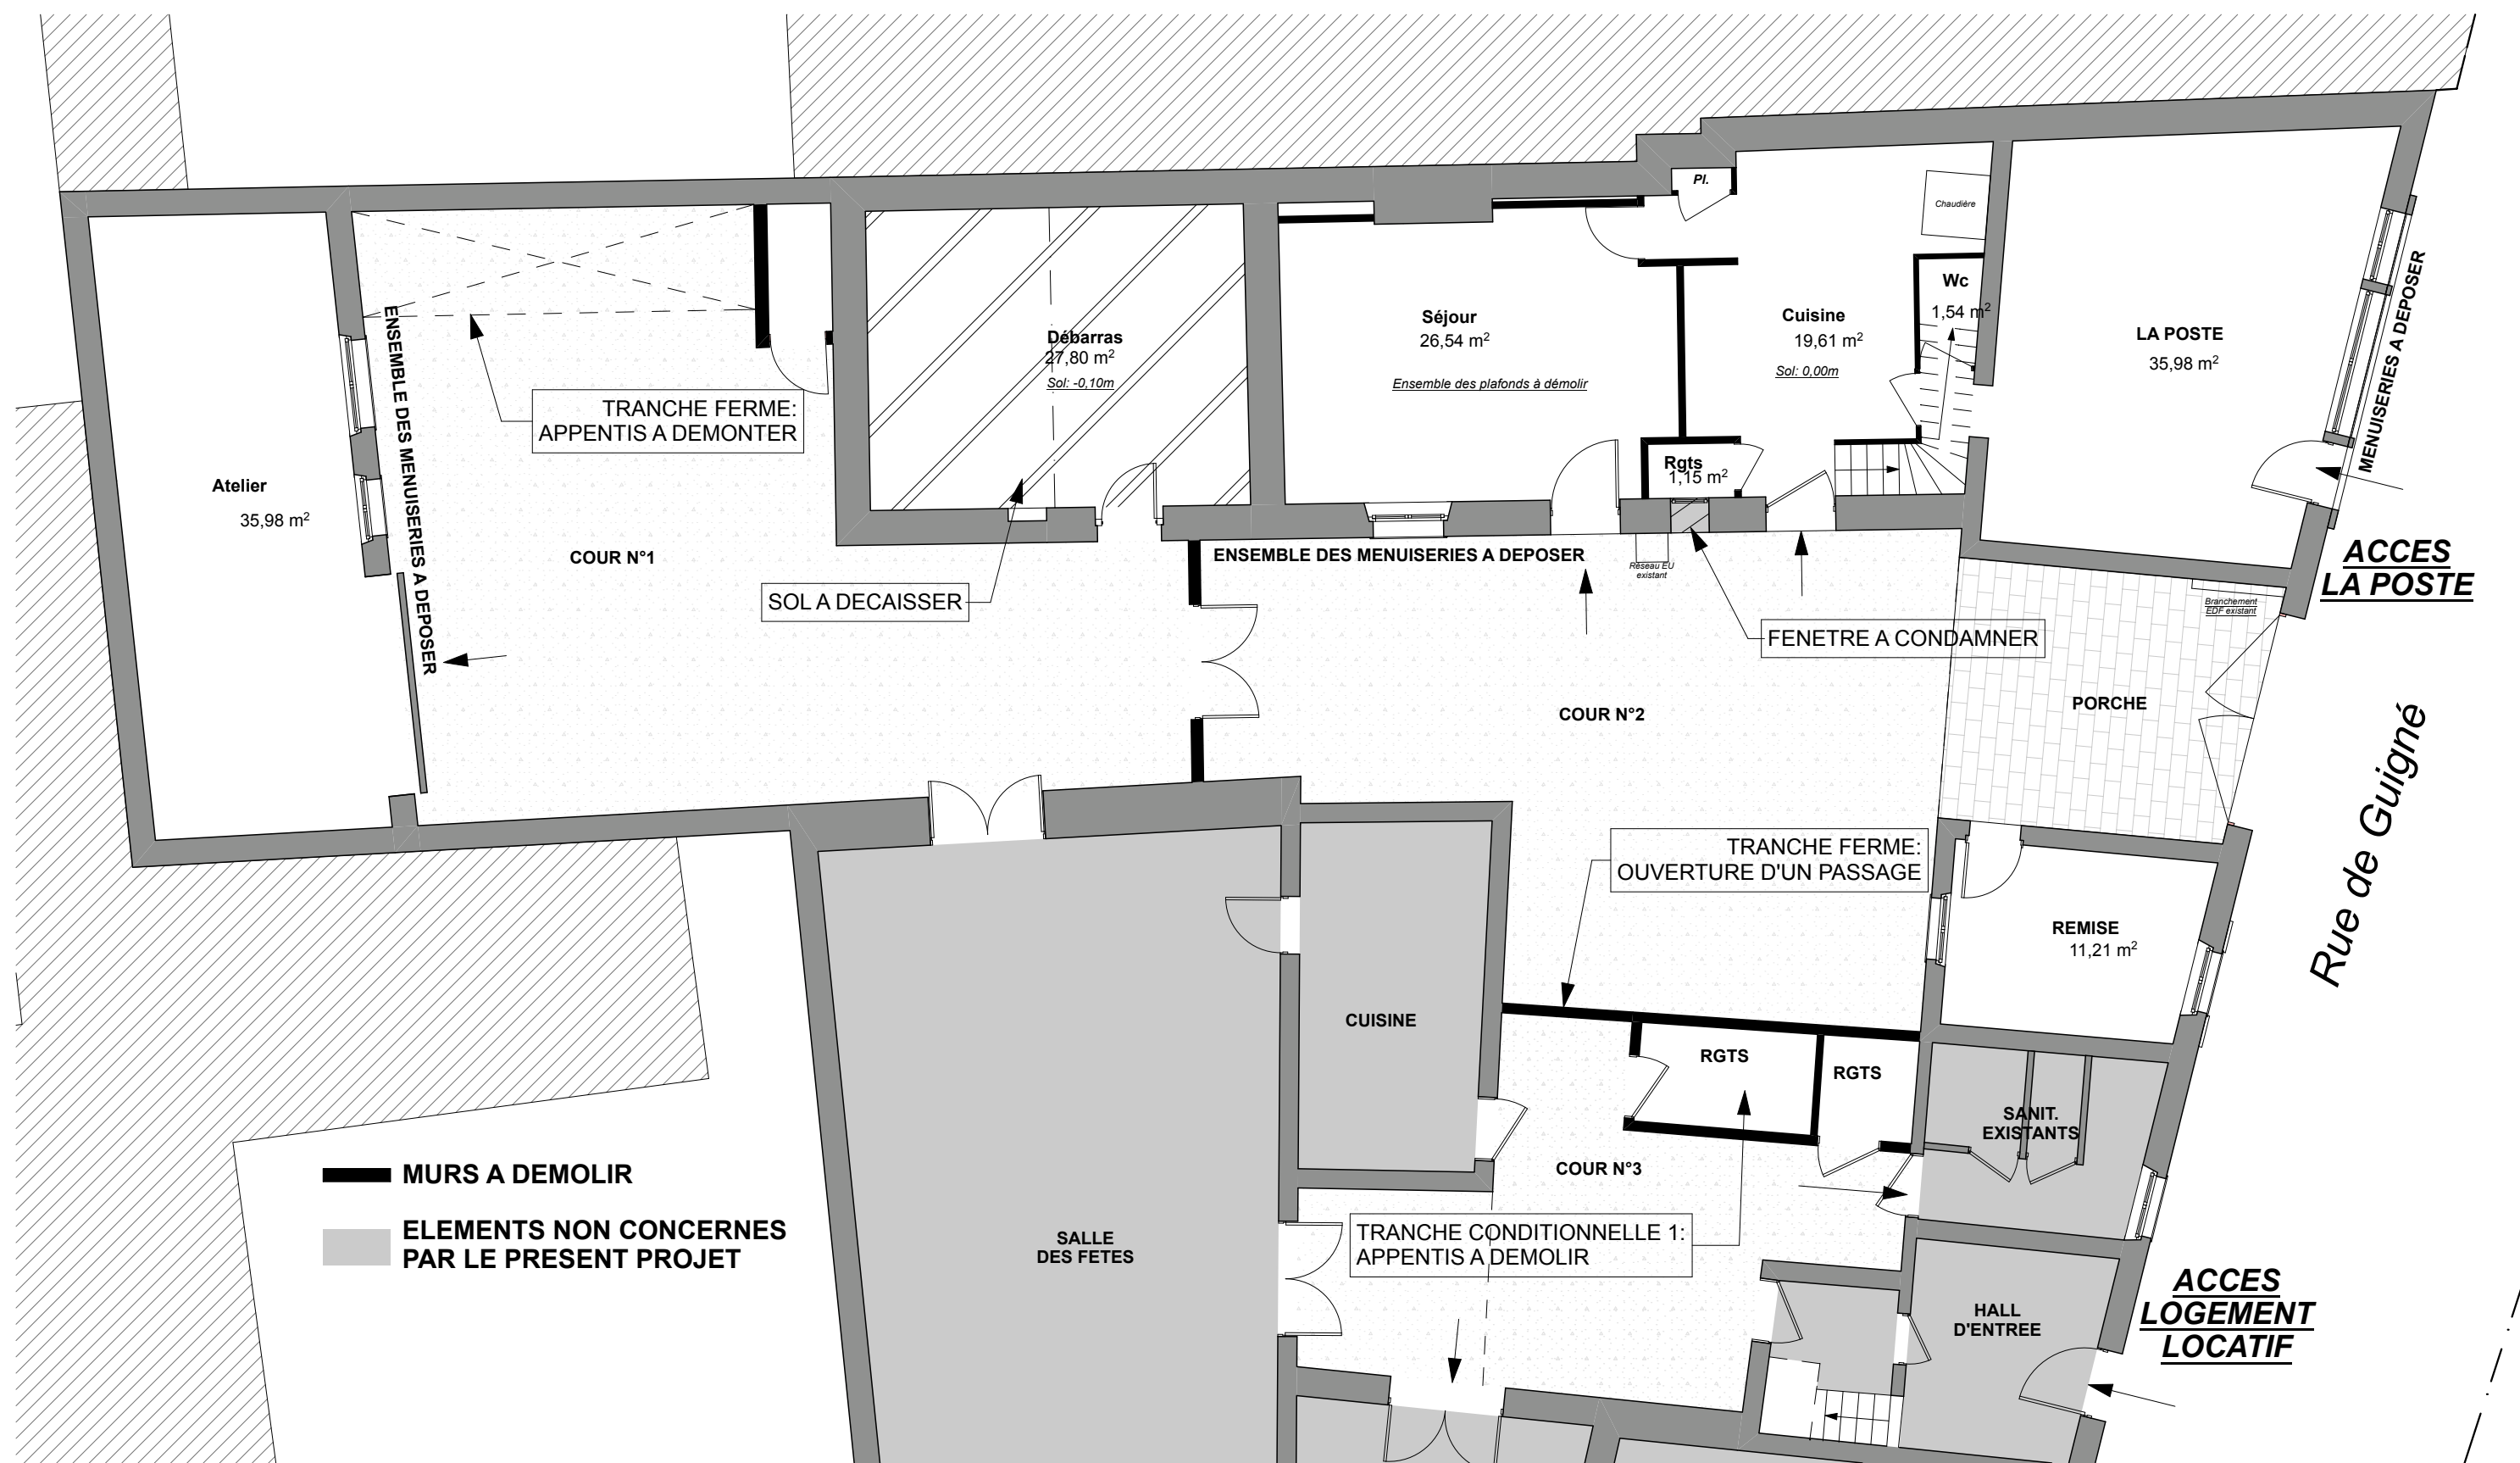 Pl.
Chaudière
Wc
1,54 m²
Séjour
26,54 m²
Ensemble des plafonds à démolir
Cuisine
19,61 m²
Sol: 0,00m
LA POSTE
35,98 m²
MENUISERIES A DEPOSER
Débarras
27,80 m²
Sol: -0,10m
ENSEMBLE DES MENUISERIES A DEPOSER
TRANCHE FERME:
APPENTIS A DEMONTER
Rgts
1,15 m²
Atelier
35,98 m²
COUR N°1
ENSEMBLE DES MENUISERIES A DEPOSER
Réseau EU
existant
SOL A DECAISSER
ACCES
LA POSTE
Branchement
EDF existant
FENETRE A CONDAMNER
COUR N°2
PORCHE
Rue de Guigné
TRANCHE FERME:
OUVERTURE D'UN PASSAGE
REMISE
11,21 m²
CUISINE
RGTS
RGTS
SANIT.
EXISTANTS
COUR N°3
MURS A DEMOLIR
ELEMENTS NON CONCERNES
PAR LE PRESENT PROJET
SALLE
DES FETES
TRANCHE CONDITIONNELLE 1:
APPENTIS A DEMOLIR
HALL
D'ENTREE
ACCES
LOGEMENT
LOCATIF